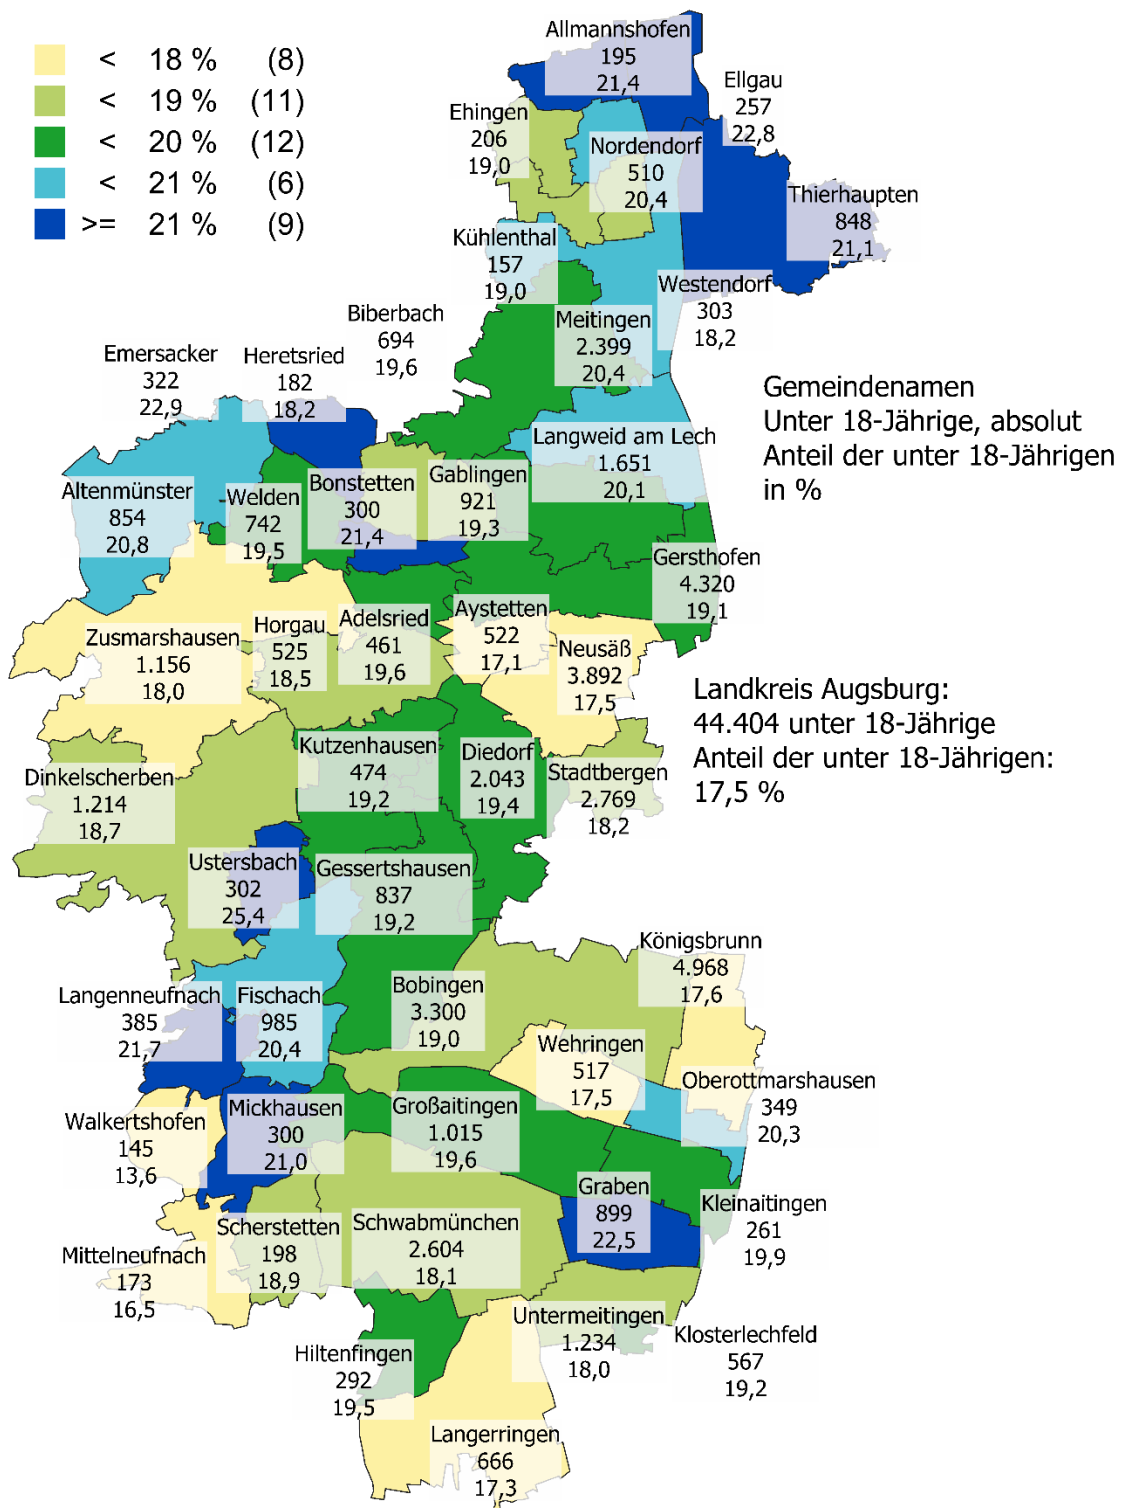 < 18 % (8)
< 19 % (11)
< 20 % (12)
< 21 % (6)
>= 21 % (9)
Allmannshofen
195
21,4
Ellgau
257
22,8
Ehingen
206
19,0
Nordendorf
510
20,4
Thierhaupten
848
21,1
Kühlenthal
157
19,0
Westendorf
303
18,2
Biberbach
694
19,6
Meitingen
2.399
20,4
Emersacker
322
22,9
Heretsried
182
18,2
Gemeindenamen
Unter 18-Jährige, absolut
Anteil der unter 18-Jährigen
in %
Langweid am Lech
1.651
20,1
Altenmünster
854
20,8
Welden
742
19,5
Bonstetten
300
21,4
Gablingen
921
19,3
Gersthofen
4.320
19,1
Zusmarshausen
1.156
18,0
Horgau
525
18,5
Adelsried
461
19,6
Aystetten
522
17,1
Neusäß
3.892
17,5
Landkreis Augsburg:
44.404 unter 18-Jährige
Anteil der unter 18-Jährigen:
17,5 %
Dinkelscherben
1.214
18,7
Kutzenhausen
474
19,2
Diedorf
2.043
19,4
Stadtbergen
2.769
18,2
Ustersbach
302
25,4
Gessertshausen
837
19,2
Königsbrunn
4.968
17,6
Langenneufnach
385
21,7
Fischach
985
20,4
Bobingen
3.300
19,0
Wehringen
517
17,5
Oberottmarshausen
349
20,3
Walkertshofen
145
13,6
Mickhausen
300
21,0
Großaitingen
1.015
19,6
Graben
899
22,5
Kleinaitingen
261
19,9
Mittelneufnach
173
16,5
Scherstetten
198
18,9
Schwabmünchen
2.604
18,1
Untermeitingen
1.234
18,0
Klosterlechfeld
567
19,2
Hiltenfingen
292
19,5
Langerringen
666
17,3